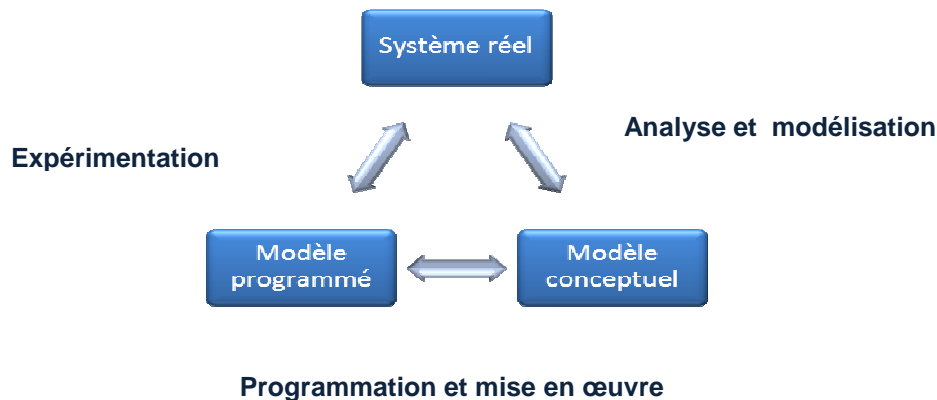 Système réel
Analyse et modélisation
Expérimentation
Modèle
programmé
Modèle
conceptuel
Programmation et mise en œuvre